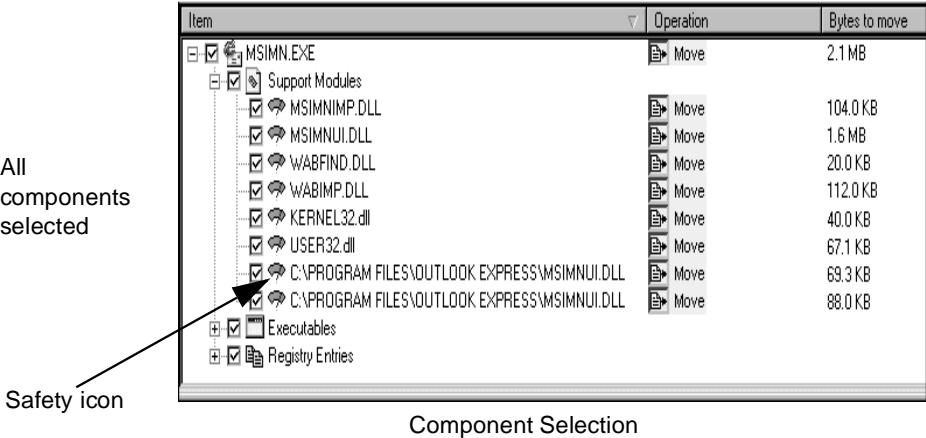 Item Operation Bytes to move
MSIMN.EXE Move 2.1 MB
Support Modules
MSIMNIMP.DLL Move 104.0 KB
MSIMNUI.DLL Move 1.6 MB
WABFIND.DLL Move 20.0 KB
WABIMP.DLL Move 112.0 KB
KERNEL32.dll Move 40.0 KB
USER32.dll Move 67.1 KB
C:\PROGRAM FILES\OUTLOOK EXPRESS\MSIMNUI.DLL Move 69.3 KB
C:\PROGRAM FILES\OUTLOOK EXPRESS\MSIMNUI.DLL Move 88.0 KB
Executables
Registry Entries
All
components
selected
Safety icon
Component Selection